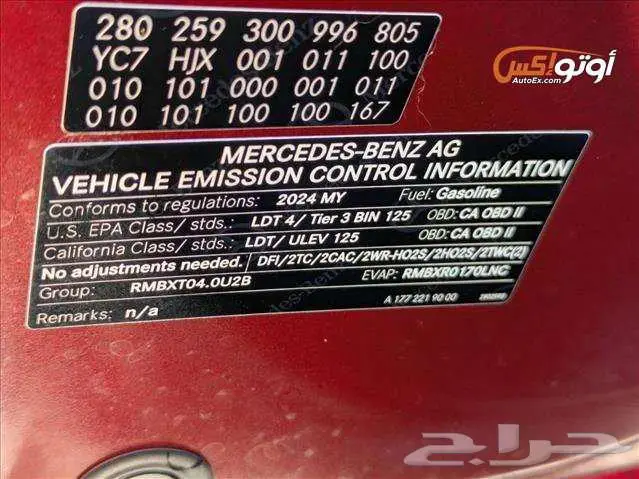 280 259 300 996 805
YC7 HJX 001 011 100
010 101 000 001 011
010 101 100 100 167
أوتو إكس
AutoEx.com
MERCEDES-BENZ AG
VEHICLE EMISSION CONTROL INFORMATION
Conforms to regulations: 2024 MY Fuel: Gasoline
U.S. EPA Class/ stds.: LDT 4/ Tier 3 BIN 125 OBD: CA OBD II
California Class/ stds.: LDT/ ULEV 125 OBD: CA OBD II
No adjustments needed. DFI/2TC/2CAC/2WR-HO2S/2HO2S/2TWC(2)
Group: RMBXT04.0U2B EVAP: RMBXR0170LNC
Remarks: n/a A 177 221 90 00
حراج